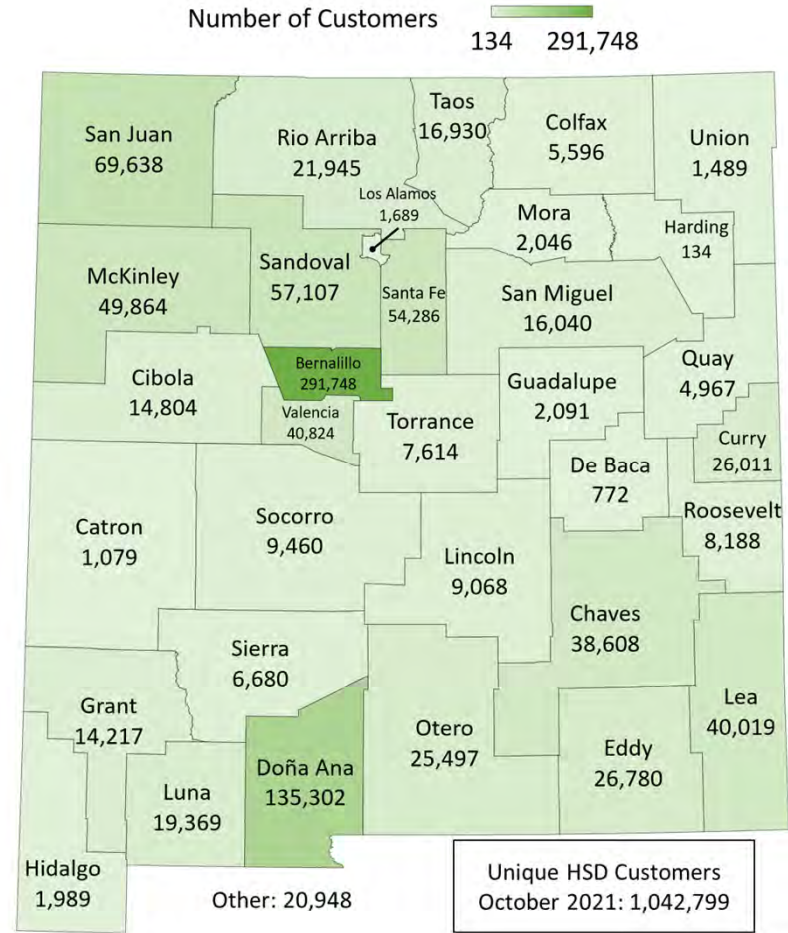 Number of Customers
134 291,748
San Juan
69,638
Rio Arriba
21,945
Taos
16,930
Colfax
5,596
Union
1,489
Los Alamos
1,689
Mora
2,046
Harding
134
McKinley
49,864
Sandoval
57,107
Santa Fe
54,286
San Miguel
16,040
Cibola
14,804
Bernalillo
291,748
Valencia
40,824
Torrance
7,614
Guadalupe
2,091
Quay
4,967
Curry
26,011
De Baca
772
Roosevelt
8,188
Catron
1,079
Socorro
9,460
Lincoln
9,068
Chaves
38,608
Sierra
6,680
Grant
14,217
Lea
40,019
Otero
25,497
Eddy
26,780
Doña Ana
135,302
Luna
19,369
Hidalgo
1,989
Other: 20,948
Unique HSD Customers
October 2021: 1,042,799